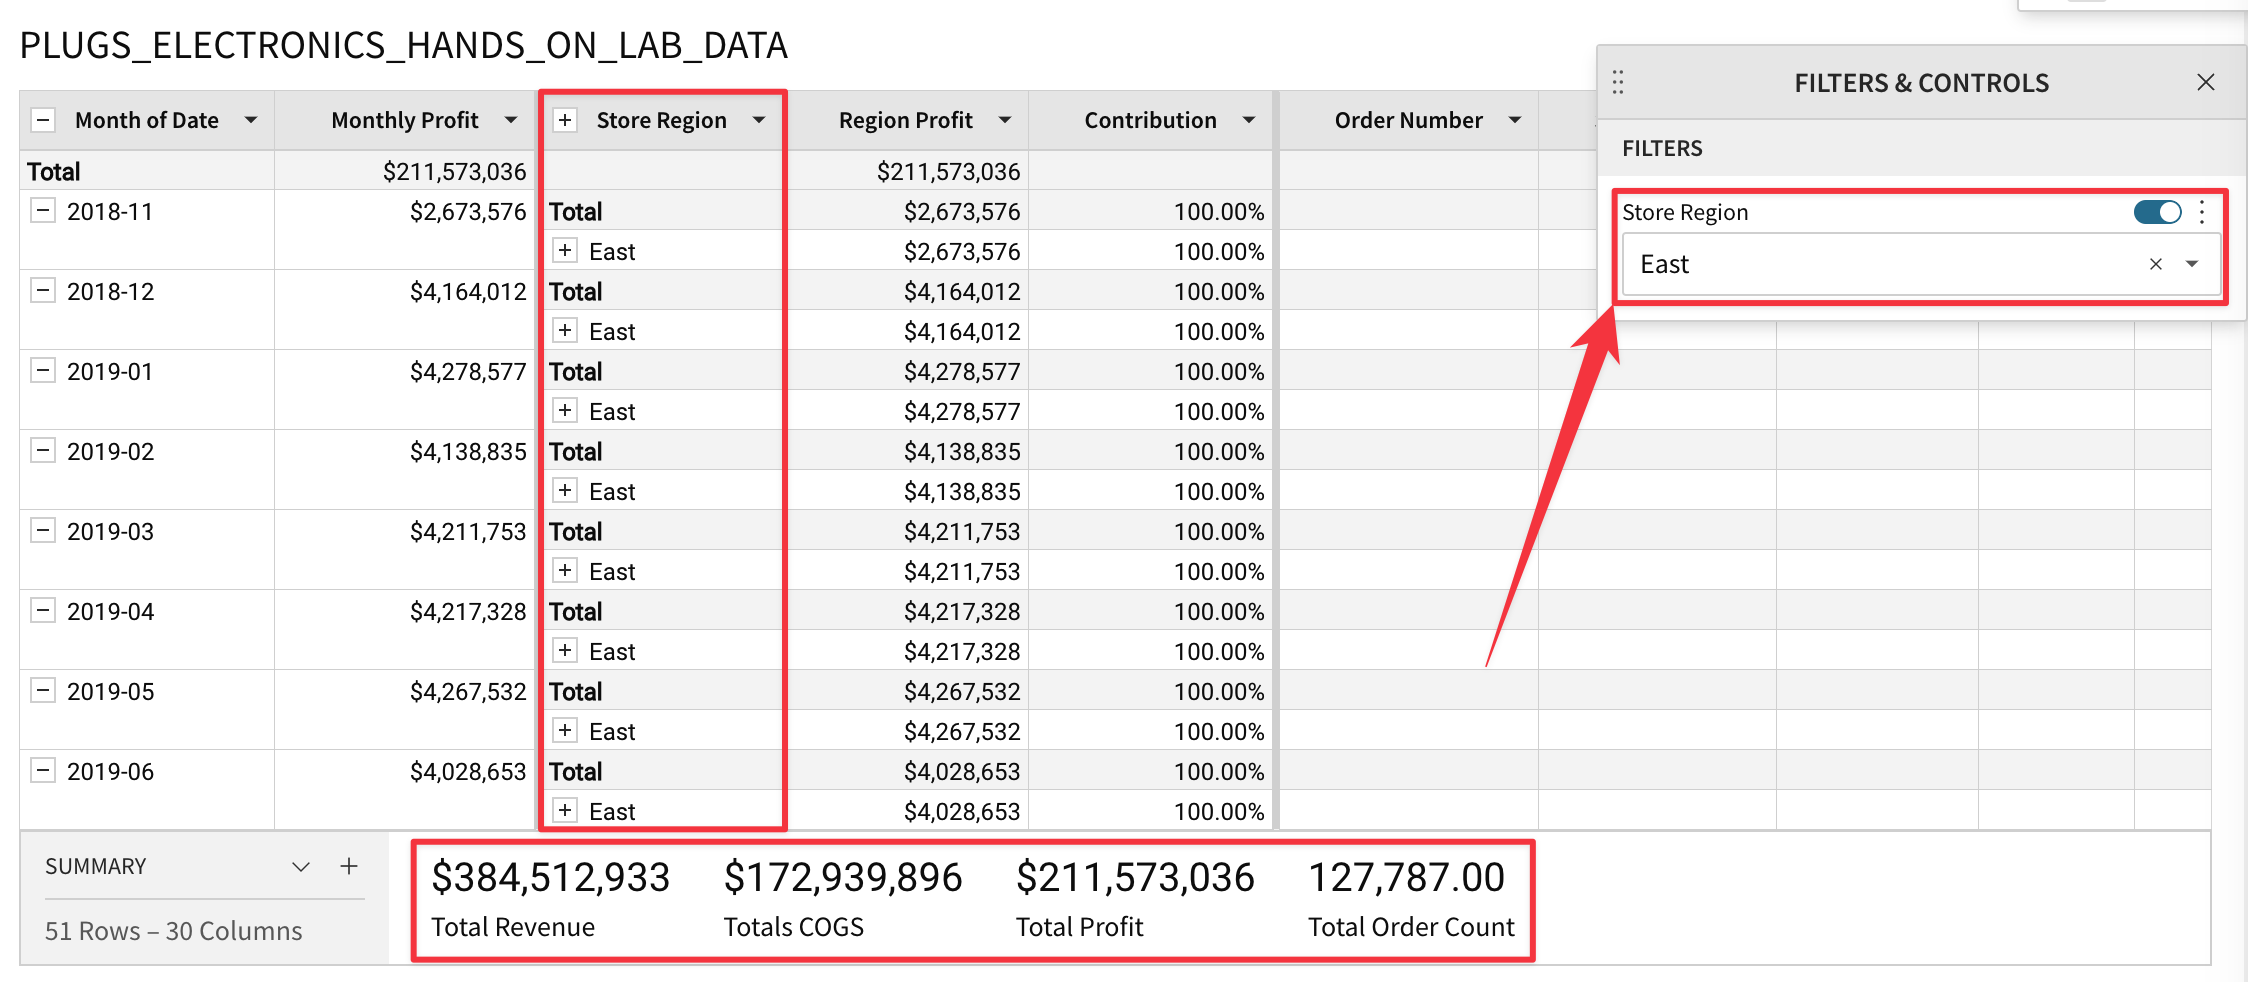 PLUGS_ELECTRONICS_HANDS_ON_LAB_DATA
FILTERS & CONTROLS
FILTERS
Store Region
East
Month of Date Monthly Profit Store Region Region Profit Contribution Order Number
Total $211,573,036 $211,573,036
2018-11 $2,673,576 Total $2,673,576 100.00%
East $2,673,576 100.00%
2018-12 $4,164,012 Total $4,164,012 100.00%
East $4,164,012 100.00%
2019-01 $4,278,577 Total $4,278,577 100.00%
East $4,278,577 100.00%
2019-02 $4,138,835 Total $4,138,835 100.00%
East $4,138,835 100.00%
2019-03 $4,211,753 Total $4,211,753 100.00%
East $4,211,753 100.00%
2019-04 $4,217,328 Total $4,217,328 100.00%
East $4,217,328 100.00%
2019-05 $4,267,532 Total $4,267,532 100.00%
East $4,267,532 100.00%
2019-06 $4,028,653 Total $4,028,653 100.00%
East $4,028,653 100.00%
SUMMARY
51 Rows – 30 Columns
$384,512,933 $172,939,896 $211,573,036 127,787.00
Total Revenue Totals COGS Total Profit Total Order Count